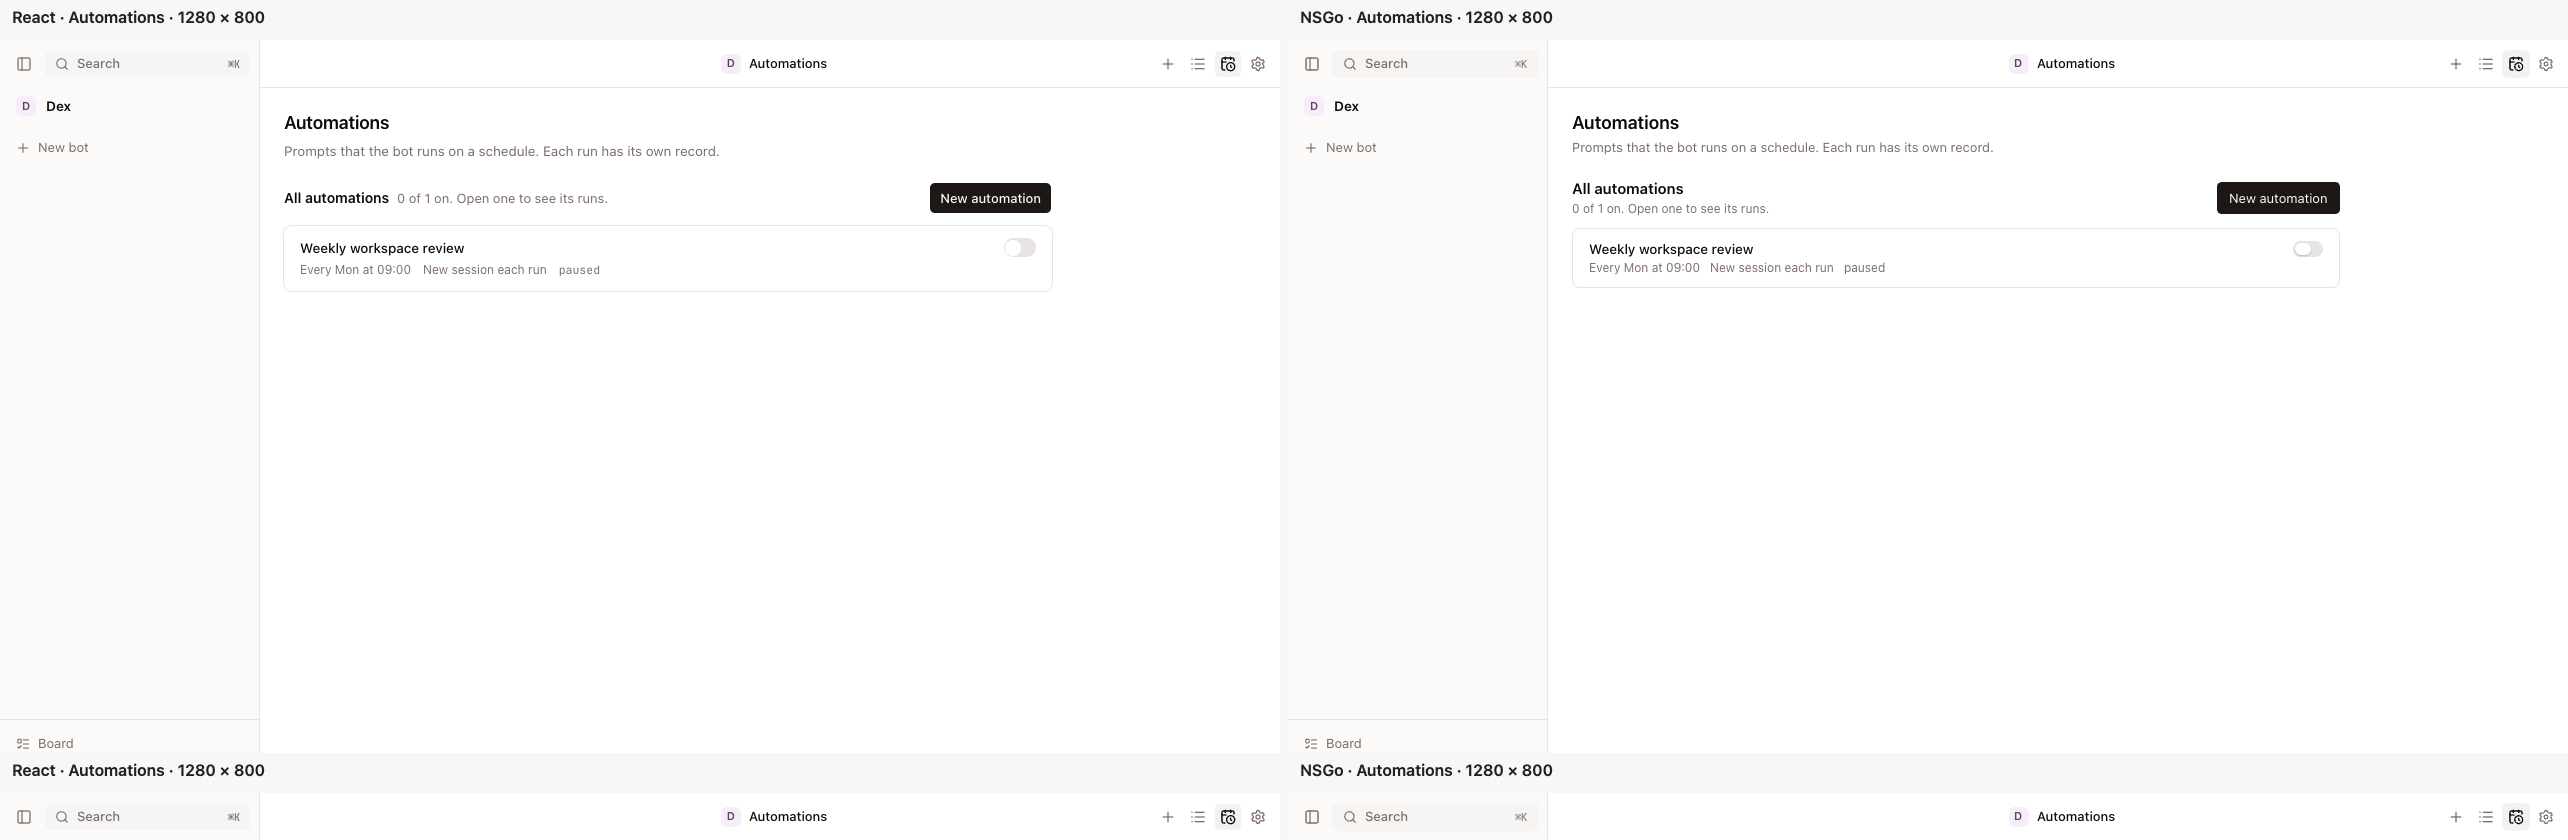 React · Automations · 1280 × 800
Search ⌘K
D Automations
D Dex
New bot
Automations
Prompts that the bot runs on a schedule. Each run has its own record.
All automations 0 of 1 on. Open one to see its runs.
New automation
Weekly workspace review
Every Mon at 09:00 New session each run paused
Board
NSGo · Automations · 1280 × 800
Search ⌘K
D Automations
D Dex
New bot
Automations
Prompts that the bot runs on a schedule. Each run has its own record.
All automations
0 of 1 on. Open one to see its runs.
New automation
Weekly workspace review
Every Mon at 09:00 New session each run paused
Board
React · Automations · 1280 × 800
Search ⌘K
D Automations
NSGo · Automations · 1280 × 800
Search ⌘K
D Automations